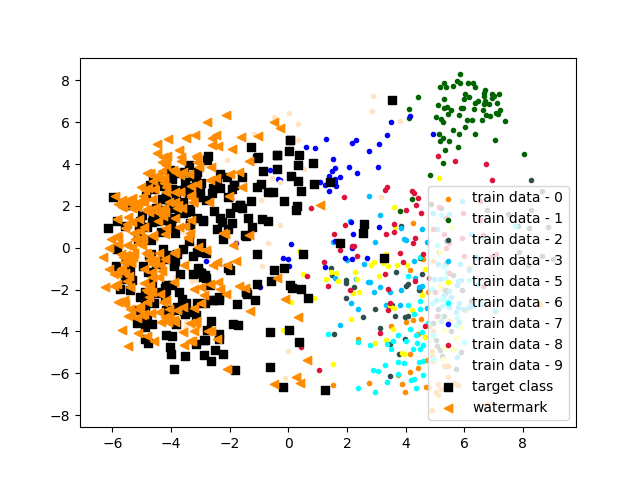 8
6
4
2
0
−2
−4
−6
−8
−6 −4 −2 0 2 4 6 8
train data - 0
train data - 1
train data - 2
train data - 3
train data - 5
train data - 6
train data - 7
train data - 8
train data - 9
target class
watermark